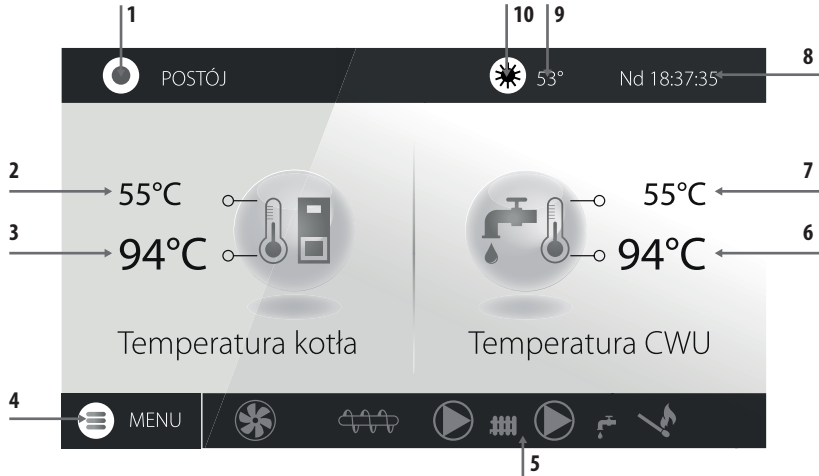 1
10 9
POSTÓJ
53° Nd 18:37:35
8
2
55°C
55°C
7
3
94°C
94°C
6
Temperatura kotła
Temperatura CWU
4
MENU
5